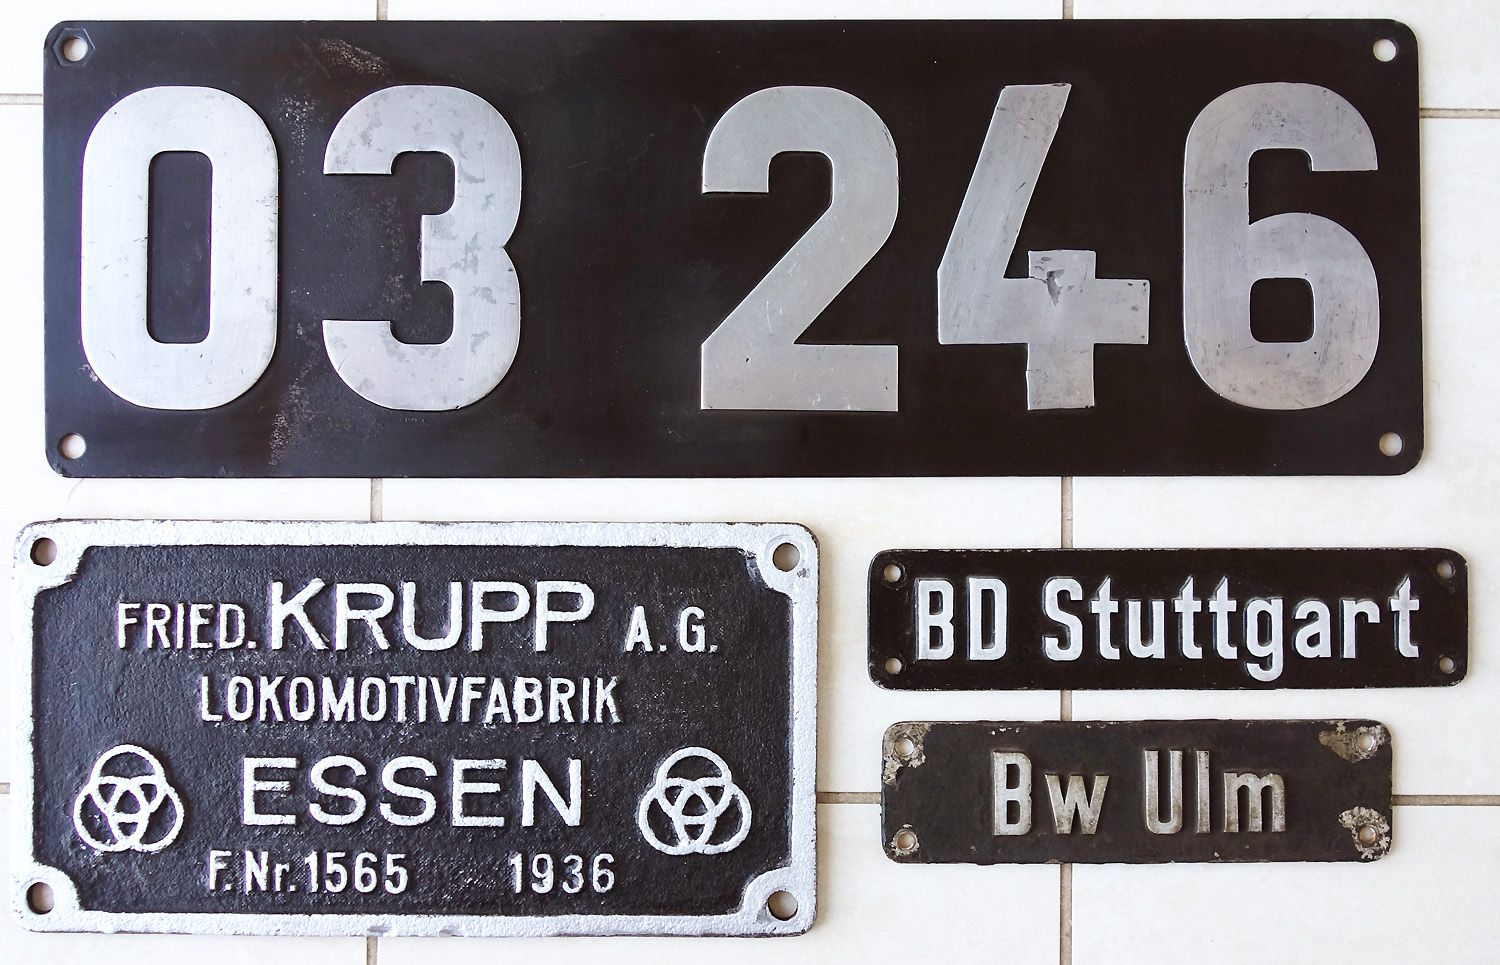 03 246
FRIED. KRUPP A.G.
LOKOMOTIVFABRIK
ESSEN
F.Nr.1565 1936
BD Stuttgart
Bw Ulm